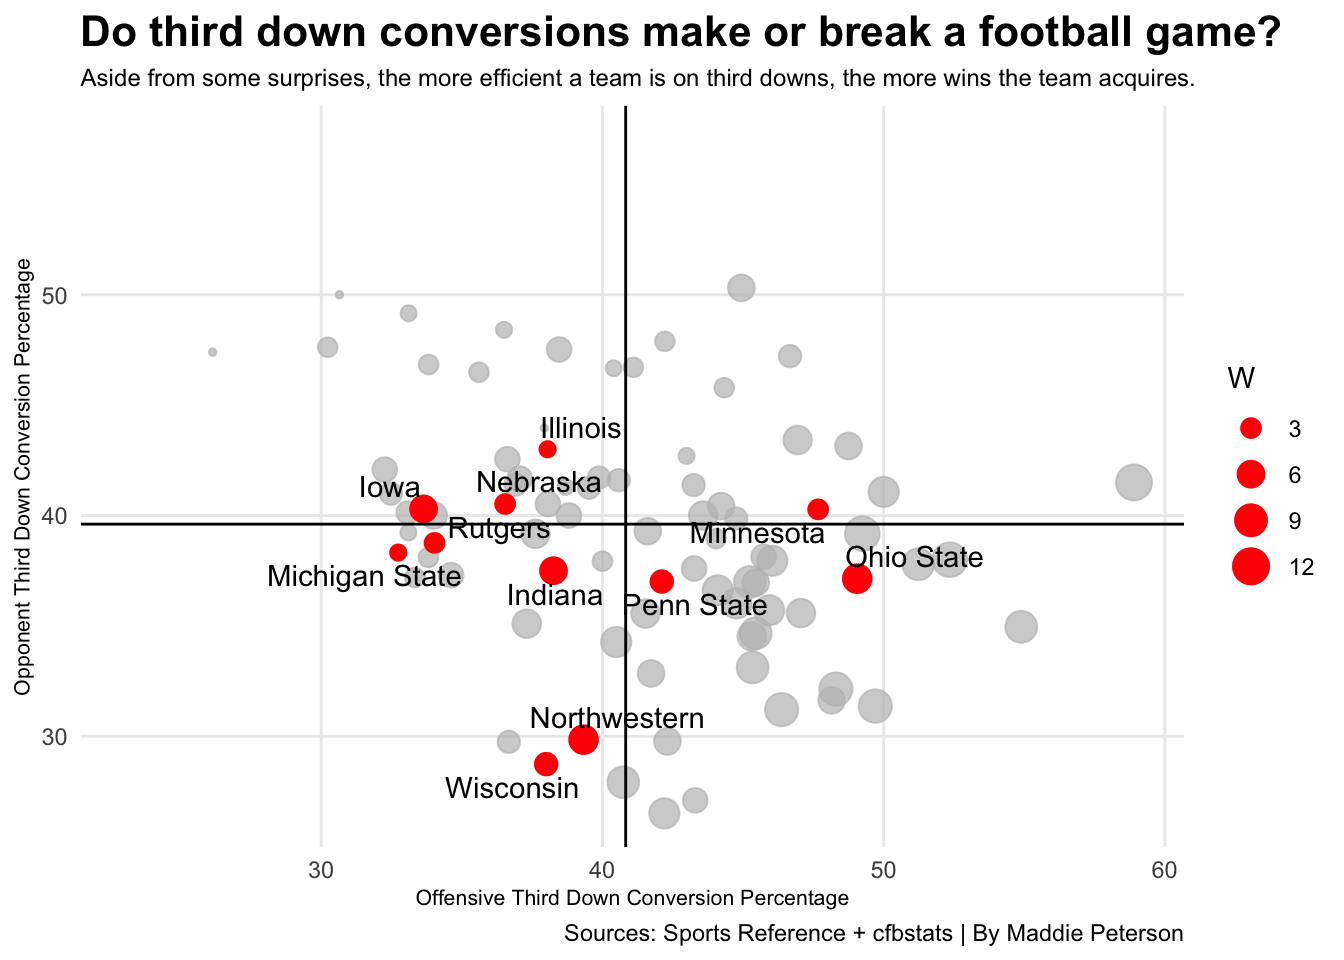 Do third down conversions make or break a football game?
Aside from some surprises, the more efficient a team is on third downs, the more wins the team acquires.
Opponent Third Down Conversion Percentage
50
40
30
Illinois
Iowa
Nebraska
Rutgers
Minnesota
Michigan State
Ohio State
Indiana
Penn State
Northwestern
Wisconsin
W
3
6
9
12
30
40
50
60
Offensive Third Down Conversion Percentage
Sources: Sports Reference + cfbstats | By Maddie Peterson